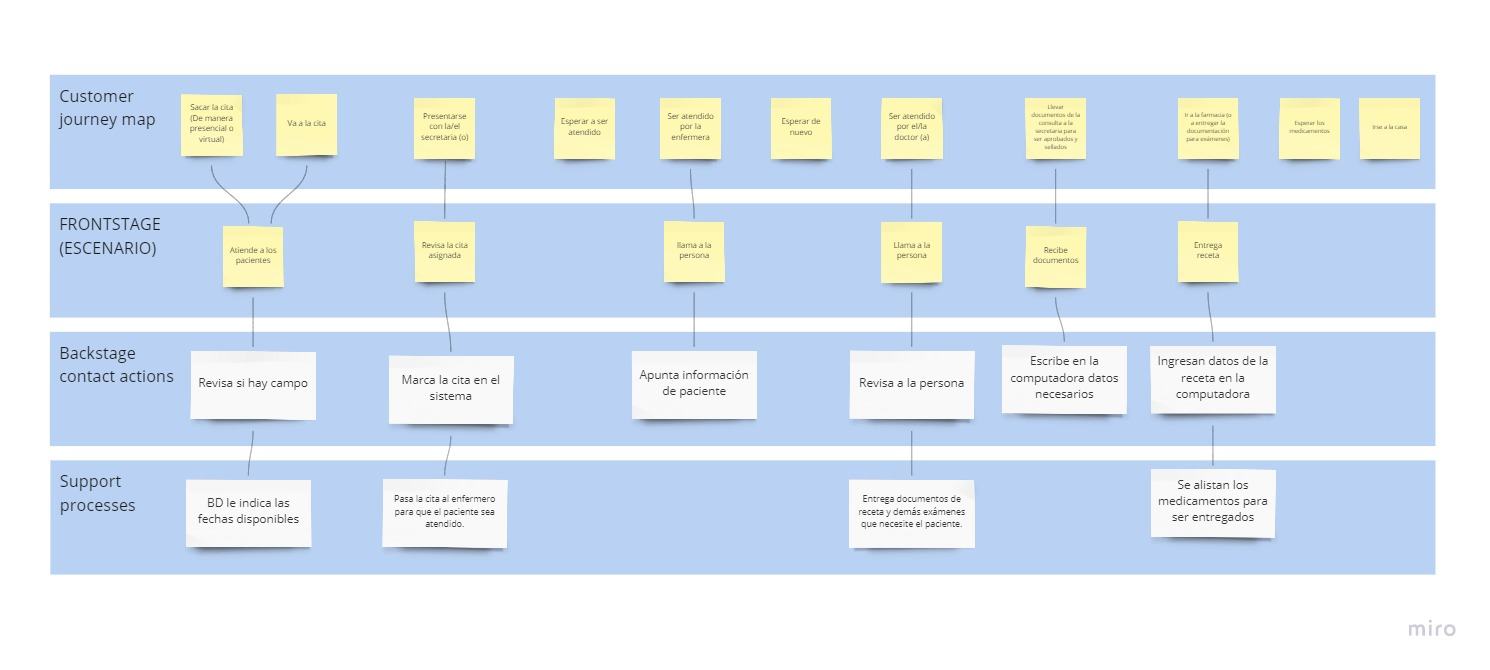 Customer
journey map
Sacar la cita
(De manera
presencial o
virtual)
Va a la cita
Presentarse
con la/el
secretaria (o)
Esperar a ser
atendido
Ser atendido
por la
enfermera
Esperar de
nuevo
Ser atendido
por el/la
doctor (a)
Llevar
documentos de la
consulta a la
secretaria para
ser aprobados y
sellados
Ir a la farmacia (o
a entregar la
documentación
para exámenes)
Esperar los
medicamentos
Irse a la casa
FRONTSTAGE
(ESCENARIO)
Atiende a los
pacientes
Revisa la cita
asignada
llama a la
persona
Llama a la
persona
Recibe
documentos
Entrega
receta
Backstage
contact actions
Revisa si hay campo
Marca la cita en el
sistema
Apunta información
de paciente
Revisa a la persona
Escribe en la
computadora datos
necesarios
Ingresan datos de la
receta en la
computadora
Support
processes
BD le indica las
fechas disponibles
Pasa la cita al enfermero
para que el paciente sea
atendido.
Entrega documentos de
receta y demás exámenes
que necesite el paciente.
Se alistan los
medicamentos para
ser entregados
miro